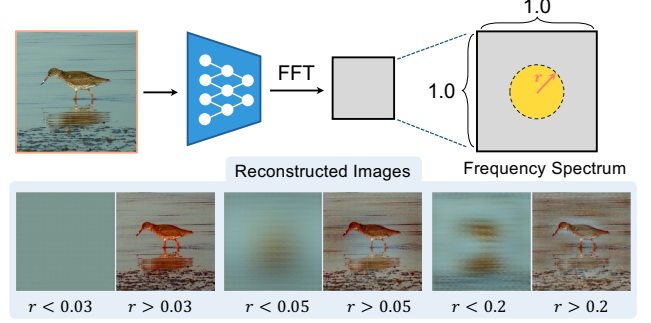 1.0
FFT
1.0
r
Frequency Spectrum
Reconstructed Images
r < 0.03
r > 0.03
r < 0.05
r > 0.05
r < 0.2
r > 0.2